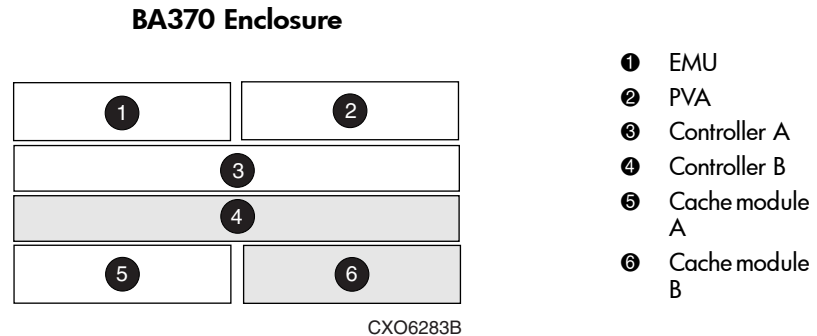 BA370 Enclosure
1
2
3
4
5
6
CXO6283B
❶ EMU
❷ PVA
❸ Controller A
❹ Controller B
❺ Cache module
A
❻ Cache module
B